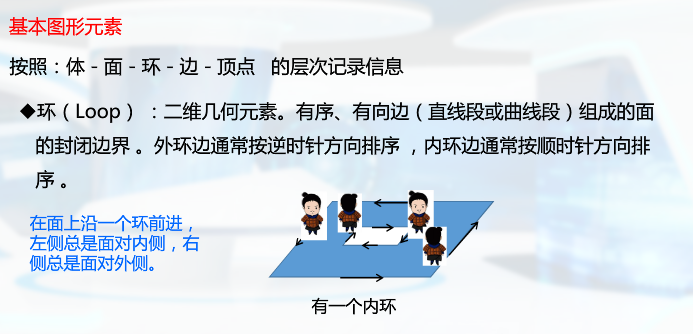 基本图形元素
按照：体－面－环－边－顶点 的层次记录信息
◆环（Loop）：二维几何元素。有序、有向边（直线段或曲线段）组成的面
的封闭边界 。外环边通常按逆时针方向排序 ，内环边通常按顺时针方向排
序 。
在面上沿一个环前进，
左侧总是面对内侧，右
侧总是面对外侧。
有一个内环